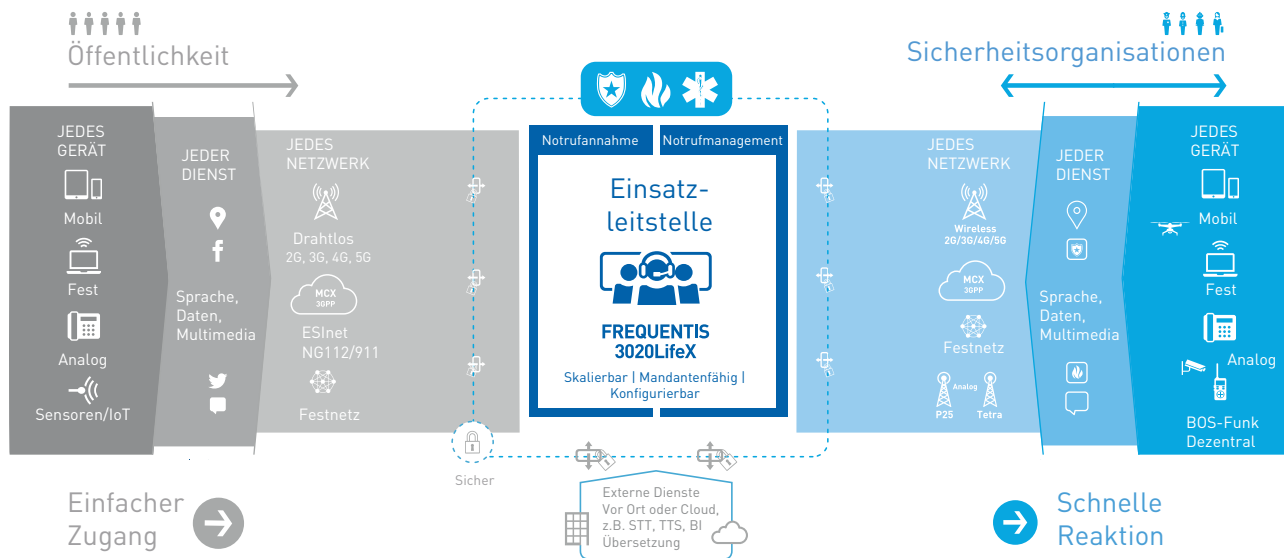 Öffentlichkeit
Sicherheitsorganisationen
JEDES
GERÄT
Mobil
Fest
Analog
Sensoren/IoT
JEDER
DIENST
Sprache,
Daten,
Multimedia
JEDES
NETZWERK
Drahtlos
2G, 3G, 4G, 5G
MCX
3GPP
ESInet
NG112/911
Festnetz
Notrufannahme
Notrufmanagement
Einsatz-
leitstelle
FREQUENTIS
3020LifeX
Skalierbar | Mandantenfähig |
Konfigurierbar
JEDES
NETZWERK
Wireless
2G/3G/4G/5G
MCX
3GPP
Festnetz
Analog
P25
Tetra
JEDER
DIENST
Sprache,
Daten,
Multimedia
JEDES
GERÄT
Mobil
Fest
Analog
BOS-Funk
Dezentral
Sicher
Externe Dienste
Vor Ort oder Cloud,
z.B. STT, TTS, BI
Übersetzung
Einfacher
Zugang
Schnelle
Reaktion